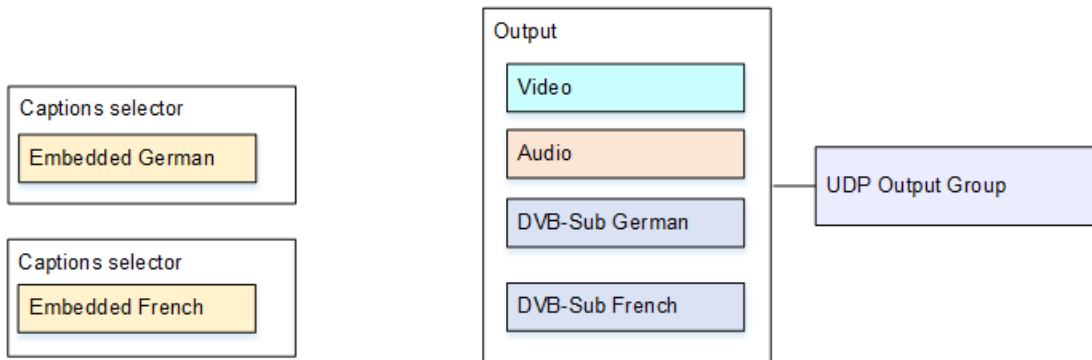 Captions selector
Embedded German
Captions selector
Embedded French
Output
Video
Audio
DVB-Sub German
DVB-Sub French
UDP Output Group